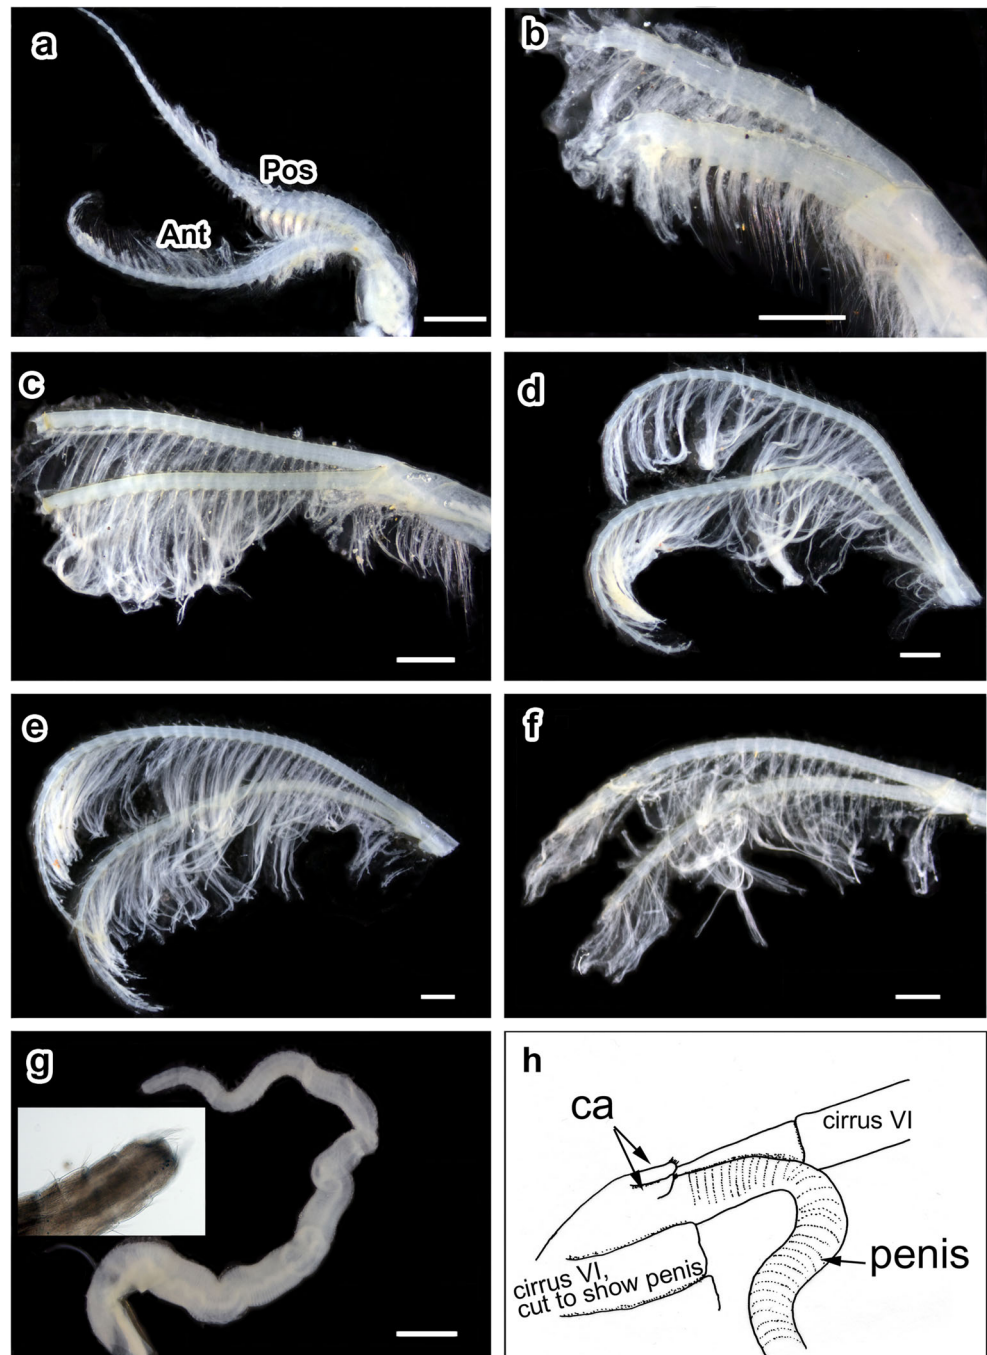 a
Pos
Ant
b
c
d
e
f
g
h
ca
cirrus VI
penis
cirrus VI,
cut to show penis